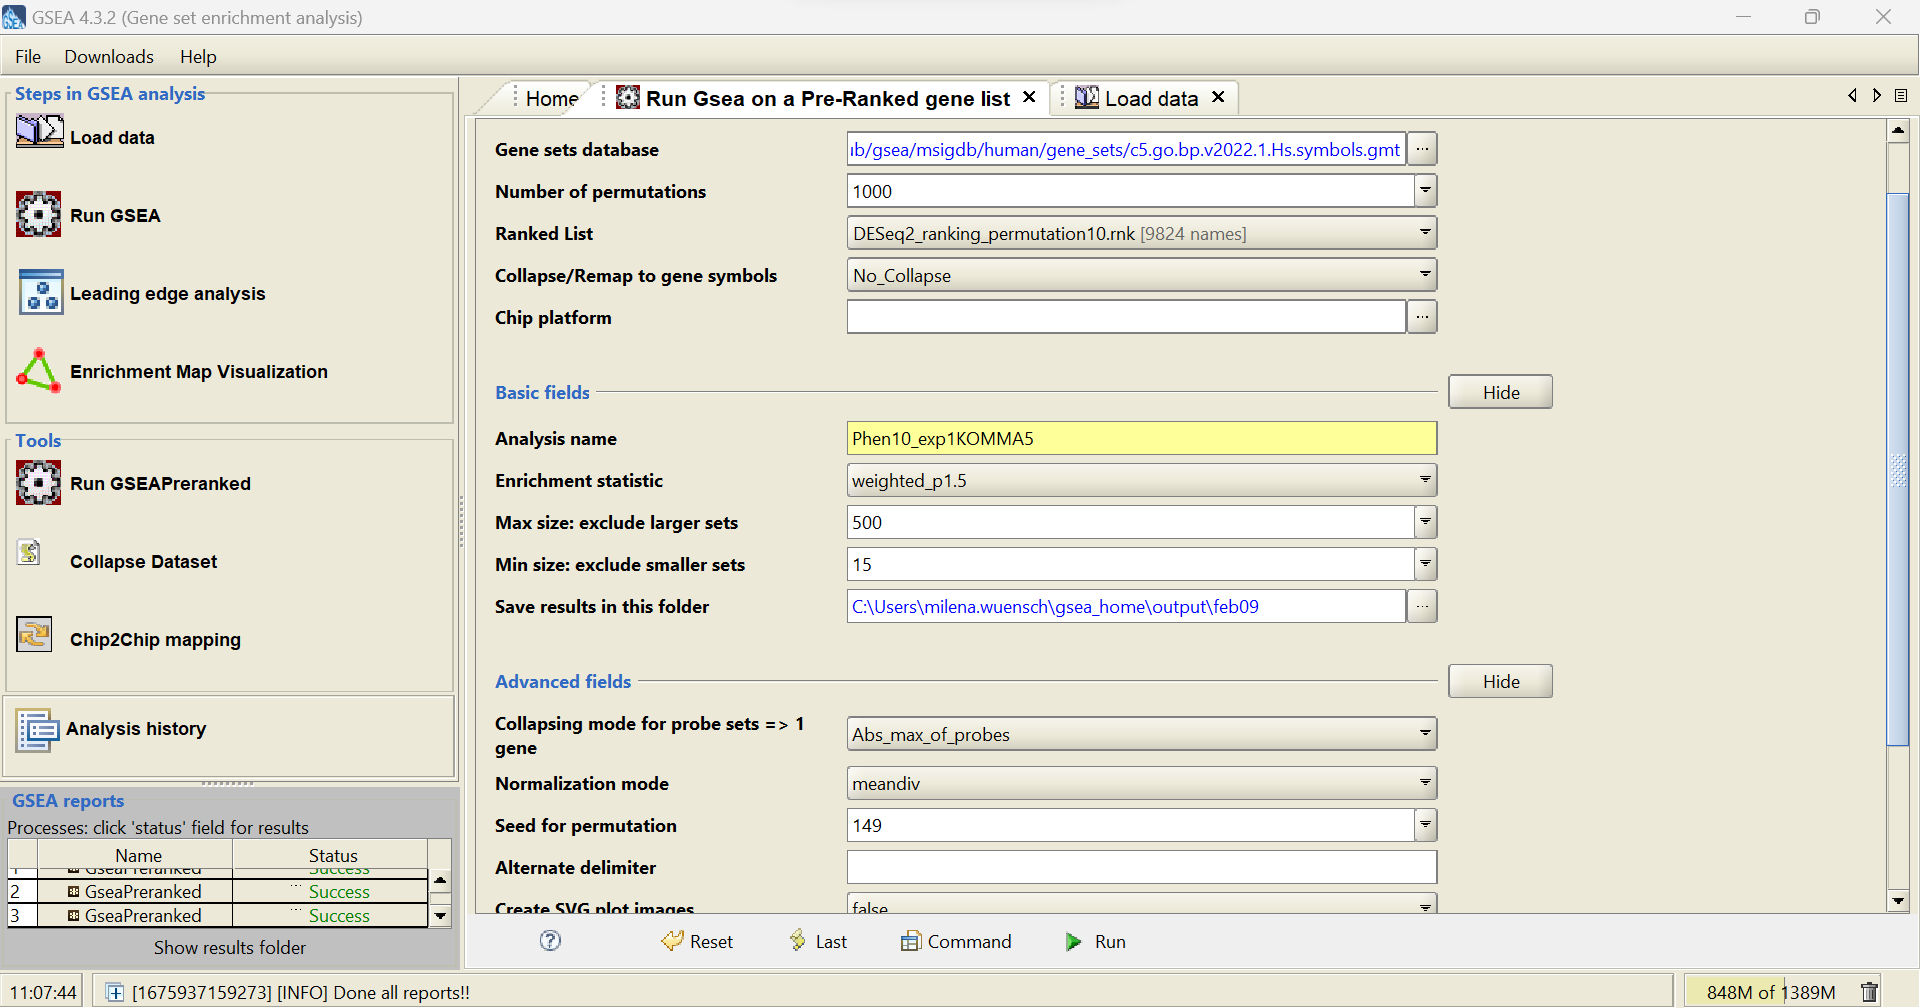 GSEA 4.3.2 (Gene set enrichment analysis)
File Downloads Help
Steps in GSEA analysis
Load data
Run GSEA
Leading edge analysis
Enrichment Map Visualization
Tools
Run GSEAPreranked
Collapse Dataset
Chip2Chip mapping
Analysis history
GSEA reports
Processes: click 'status' field for results
Name Status
1 GseaPreranked Success
2 GseaPreranked ... Success
3 GseaPreranked ... Success
Show results folder
Home Run Gsea on a Pre-Ranked gene list Load data
Gene sets database ub/gsea/msigdb/human/gene_sets/c5.go.bp.v2022.1.Hs.symbols.gmt ...
Number of permutations 1000
Ranked List DESeq2_ranking_permutation10.rnk [9824 names]
Collapse/Remap to gene symbols No_Collapse
Chip platform ...
Basic fields Hide
Analysis name Phen10_exp1KOMMA5
Enrichment statistic weighted_p1.5
Max size: exclude larger sets 500
Min size: exclude smaller sets 15
Save results in this folder C:\Users\milena.wuensch\gsea_home\output\feb09 ...
Advanced fields Hide
Collapsing mode for probe sets => 1
gene Abs_max_of_probes
Normalization mode meandiv
Seed for permutation 149
Alternate delimiter
Create SVG plot images false
? Reset Last Command Run
11:07:44 [1675937159273] [INFO] Done all reports!! 848M of 1389M